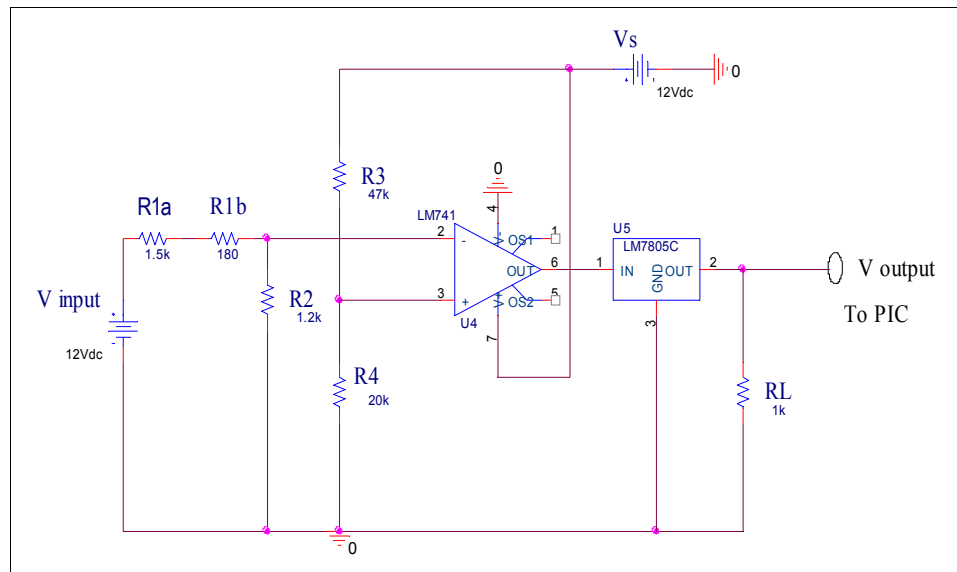 Vs
0
12Vdc
0
R3
47k
R1a
R1b
LM741
4
U5
LM7805C
1.5k
180
2
-
V-
OS1
1
6
OUT
1
IN
GND
OUT
2
V output
V input
R2
1.2k
3
+
V+
OS2
5
U4
7
3
To PIC
12Vdc
R4
20k
RL
1k
0